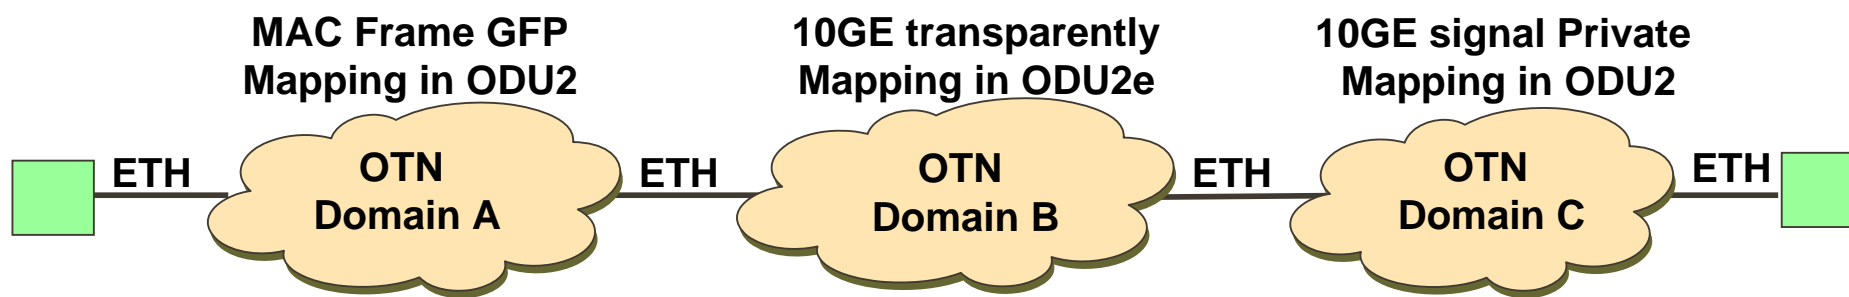 MAC Frame GFP
Mapping in ODU2
10GE transparently
Mapping in ODU2e
10GE signal Private
Mapping in ODU2
ETH
OTN
Domain A
ETH
OTN
Domain B
ETH
OTN
Domain C
ETH